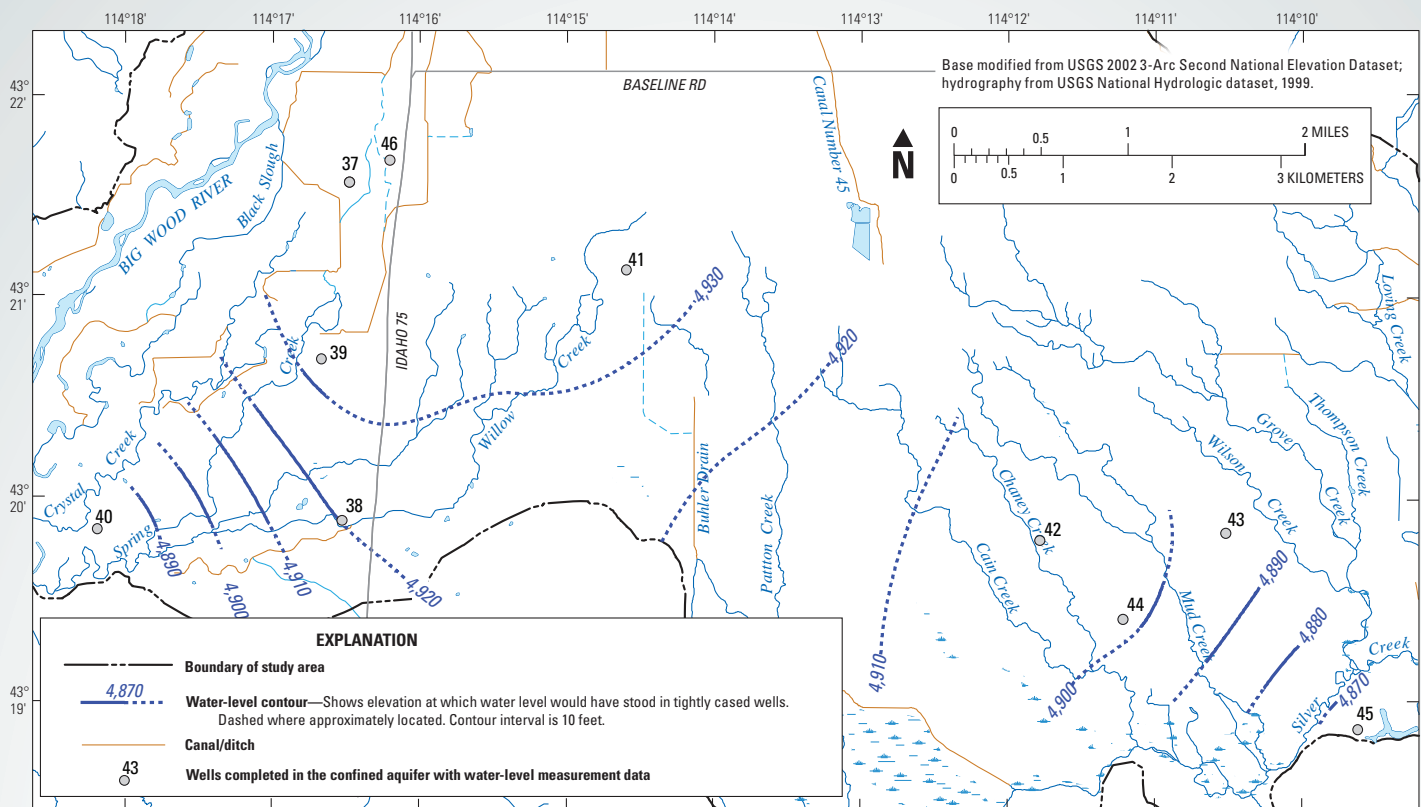 114°18' 114°17' 114°16' 114°15' 114°14' 114°13' 114°12' 114°11' 114°10'
43°
22'
43°
21'
43°
20'
43°
19'
Base modified from USGS 2002 3-Arc Second National Elevation Dataset;
hydrography from USGS National Hydrologic dataset, 1999.
0 0.5 1 2 MILES
0 0.5 1 2 3 KILOMETERS
N
BASELINE RD
Canal Number 45
BIG WOOD RIVER
Black Slough
37
46
41
39
IDAHO 75
Creek
Creek
Willow
4,930
4,920
Loving Creek
Crystal
Creek
40
Spring
38
4,890
4,900
4,910
4,920
Buhler Drain
Patton Creek
Chaney Creek
Cain Creek
42
43
44
Wilson
Creek
Grove
Creek
Thompson Creek
Mud Creek
4,910
4,900
4,890
4,880
4,870
Silver
Creek
45
EXPLANATION
Boundary of study area
4,870
Water-level contour—Shows elevation at which water level would have stood in tightly cased wells.
Dashed where approximately located. Contour interval is 10 feet.
Canal/ditch
43
Wells completed in the confined aquifer with water-level measurement data